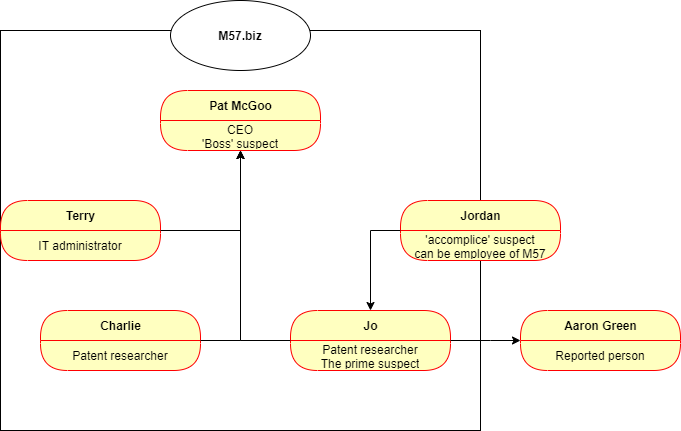 M57.biz
Pat McGoo
CEO
'Boss' suspect
Terry
IT administrator
Jordan
'accomplice' suspect
can be employee of M57
Charlie
Patent researcher
Jo
Patent researcher
The prime suspect
Aaron Green
Reported person